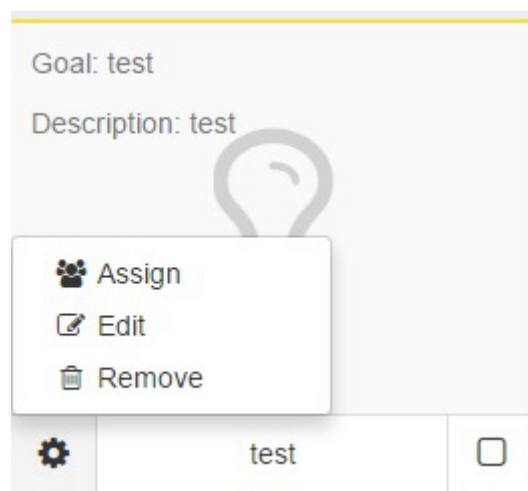 Goal: test
Description: test
Assign
Edit
Remove
test